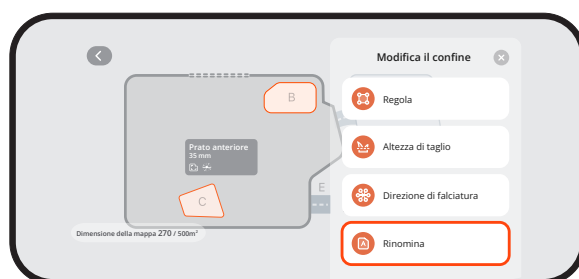 Modifica il confine
B
Regola
Prato anteriore
35 mm
Altezza di taglio
E
Direzione di falciatura
C
Dimensione della mappa 270 / 500m²
A
Rinomina